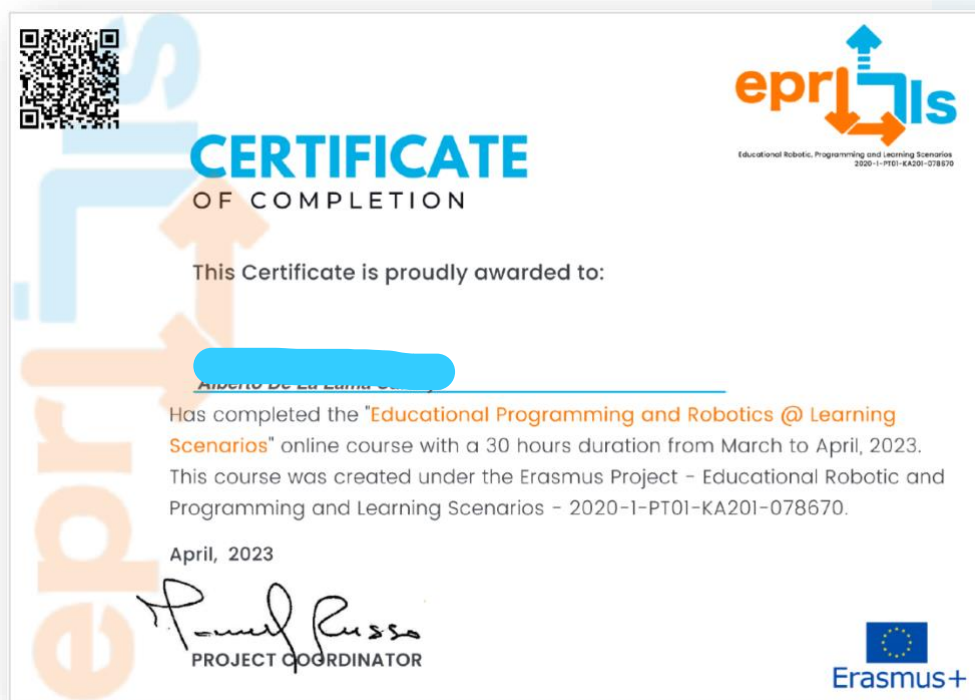 epr ls
Educational Robotic, Programming and Learning Scenarios
2020-1-PT01-KA201-078670
CERTIFICATE
OF COMPLETION
This Certificate is proudly awarded to:
Has completed the "Educational Programming and Robotics @ Learning
Scenarios" online course with a 30 hours duration from March to April, 2023.
This course was created under the Erasmus Project - Educational Robotic and
Programming and Learning Scenarios - 2020-1-PT01-KA201-078670.
April, 2023
Russo
PROJECT COORDINATOR
Erasmus+
epr ls